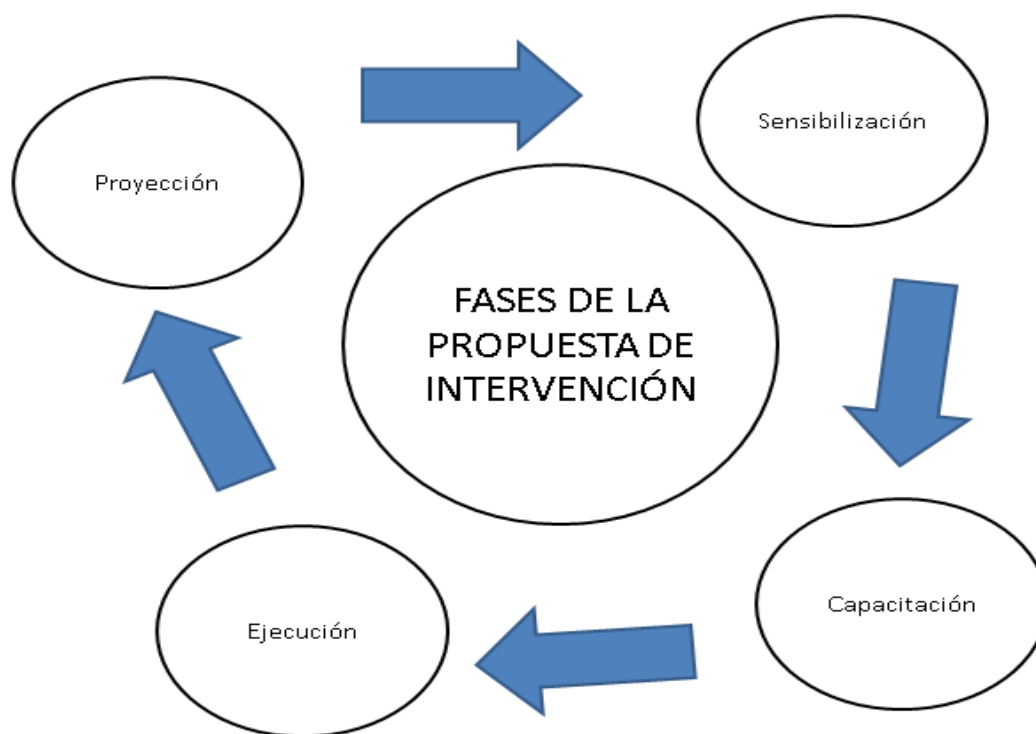 Sensibilización
Proyección
FASES DE LA
PROPUESTA DE
INTERVENCIÓN
Capacitación
Ejecución